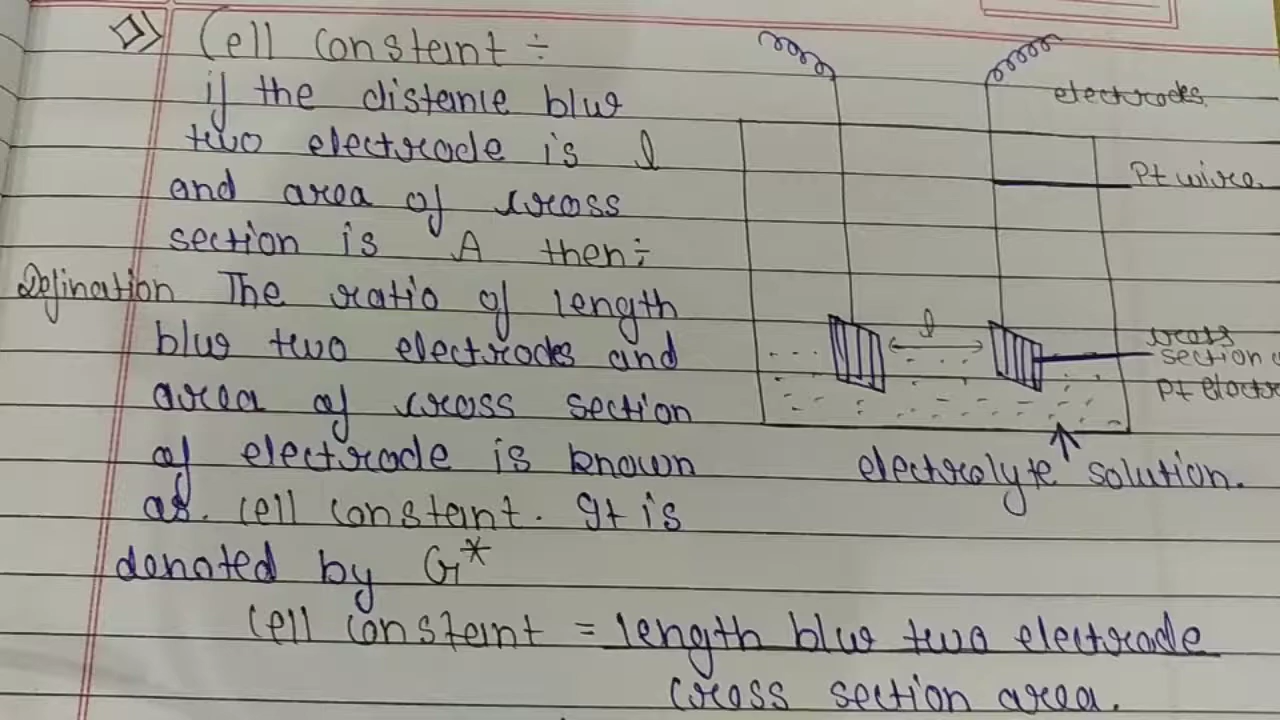 Cell Constant ÷
if the distance b/w
two electrode is l
and area of cross
section is A then ÷
Defination The ratio of length
b/w two electrodes and
area of cross section
of electrode is known
as. cell constant. It is
denoted by G*
Cell constant = length b/w two electrode
cross section area.
electrodes.
Pt wire.
l
cross
section
Pt electr
electrolyte solution.